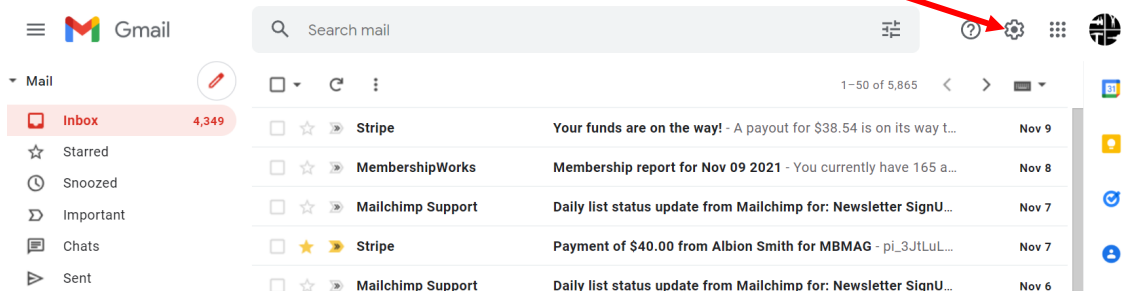 Gmail
Search mail
Mail
1–50 of 5,865
31
Inbox 4,349
Starred
Snoozed
Important
Chats
Sent
Stripe Your funds are on the way! - A payout for $38.54 is on its way t... Nov 9
MembershipWorks Membership report for Nov 09 2021 - You currently have 165 a... Nov 8
Mailchimp Support Daily list status update from Mailchimp for: Newsletter SignU... Nov 7
Stripe Payment of $40.00 from Albion Smith for MBMAG - pi_3JtLuL... Nov 7
Mailchimp Support Daily list status update from Mailchimp for: Newsletter SignU... Nov 6